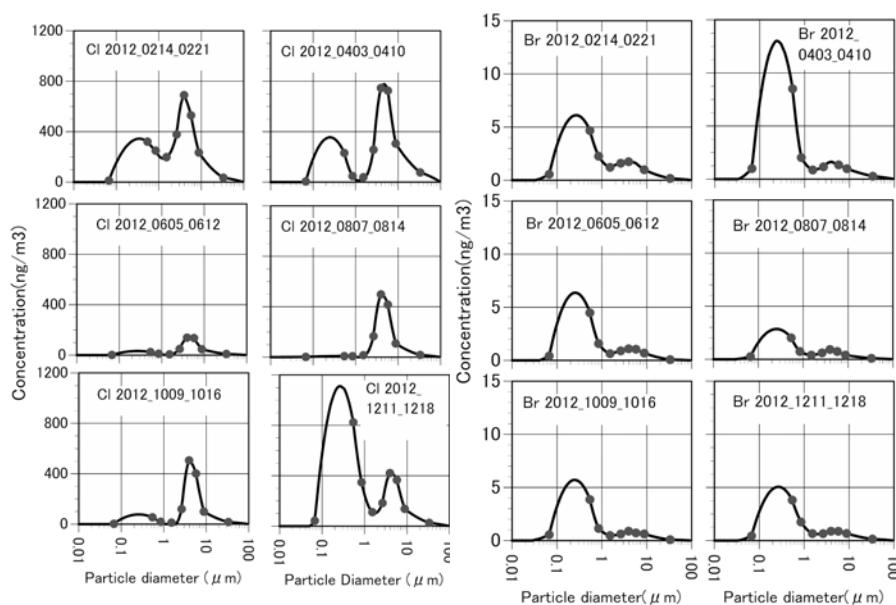 1200
800
400
0
Cl 2012_0214_0221
Cl 2012_0403_0410
1200
800
400
0
Cl 2012_0605_0612
Cl 2012_0807_0814
1200
800
400
0
Cl 2012_1009_1016
Cl 2012_
1211_1218
Concentration(ng/m3)
0.01
0.1
1
10
0.01
0.1
1
10
100
Particle diameter (μm)
Particle Diameter (μm)
15
10
5
0
Br 2012_0214_0221
Br 2012_
0403_0410
15
10
5
0
Br 2012_0605_0612
Br 2012_0807_0814
15
10
5
0
Br 2012_1009_1016
Br 2012_1211_1218
Concentration(ng/m3)
0.01
0.1
1
10
100
0.01
0.1
1
10
100
Particle diameter(μm)
Particle diameter(μm)